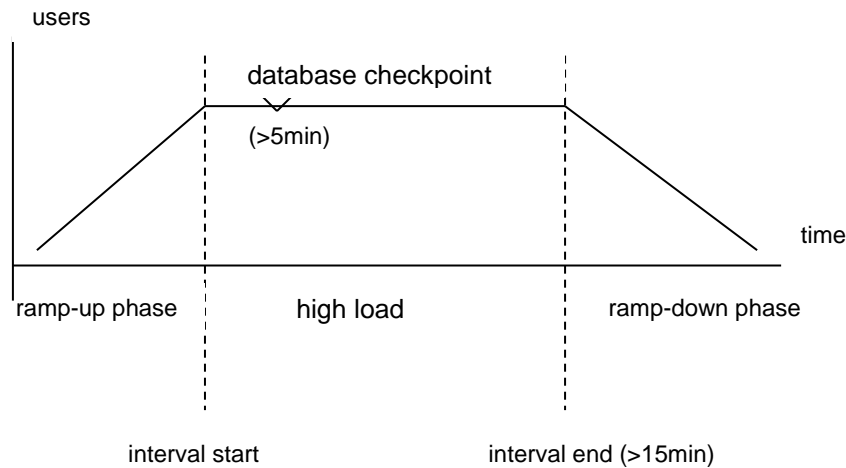 users
database checkpoint
(>5min)
time
ramp-up phase
high load
ramp-down phase
interval start
interval end (>15min)